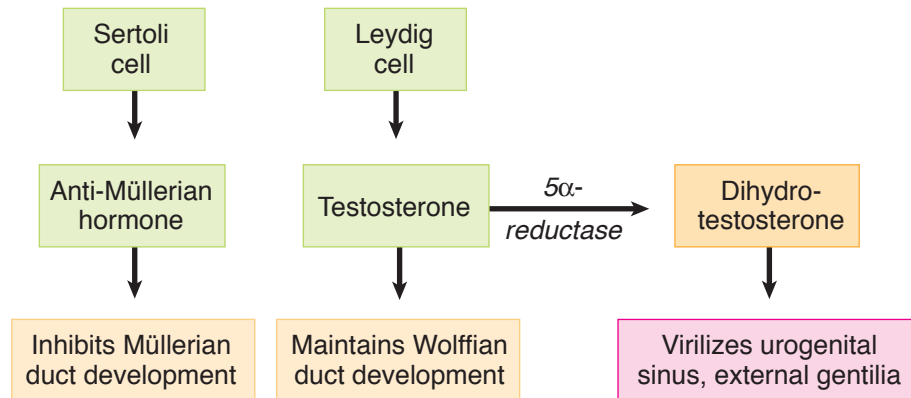 Sertoli
cell
Leydig
cell
Anti-Müllerian
hormone
Testosterone
5α-
reductase
Dihydro-
testosterone
Inhibits Müllerian
duct development
Maintains Wolffian
duct development
Virilizes urogenital
sinus, external gentilia